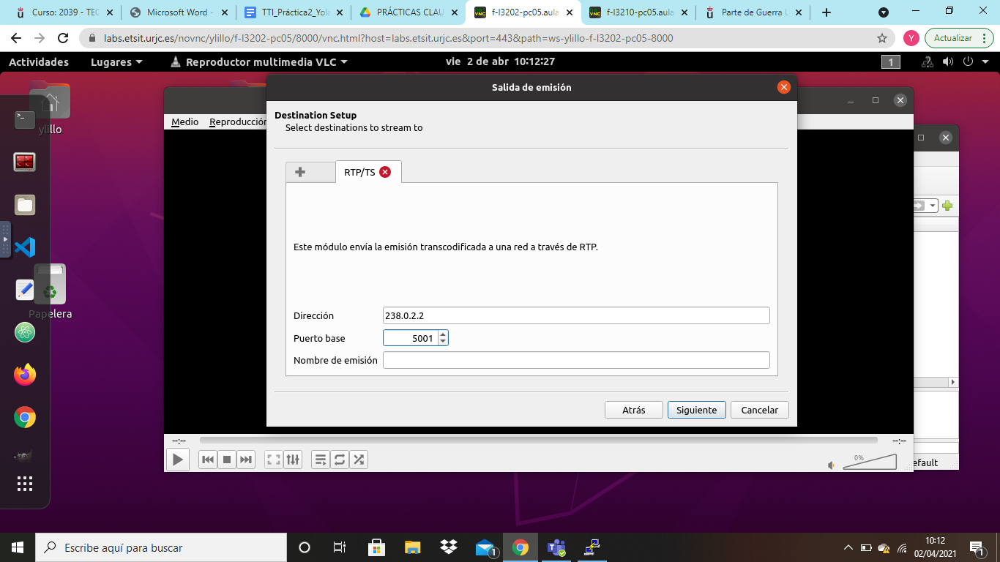 Curso: 2039 - TEC
Microsoft Word -
TTI_Práctica2_Yola
PRÁCTICAS CLAU
f-l3202-pc05.aula
f-l3210-pc05.aula
Parte de Guerra L
labs.etsit.urjc.es/novnc/ylillo/f-l3202-pc05/8000/vnc.html?host=labs.etsit.urjc.es&port=443&path=ws-ylillo-f-l3202-pc05-8000
Y
Actualizar
Actividades
Lugares
Reproductor multimedia VLC
vie 2 de abr 10:12:27
1
Salida de emisión
Destination Setup
Select destinations to stream to
Medio
Reproducción
ylillo
RTP/TS
Este módulo envía la emisión transcodificada a una red a través de RTP.
Papelera
Dirección
238.0.2.2
Puerto base
5001
Nombre de emisión
Atrás
Siguiente
Cancelar
--:--
--:--
0%
efault
Escribe aquí para buscar
1
10:12
02/04/2021
1